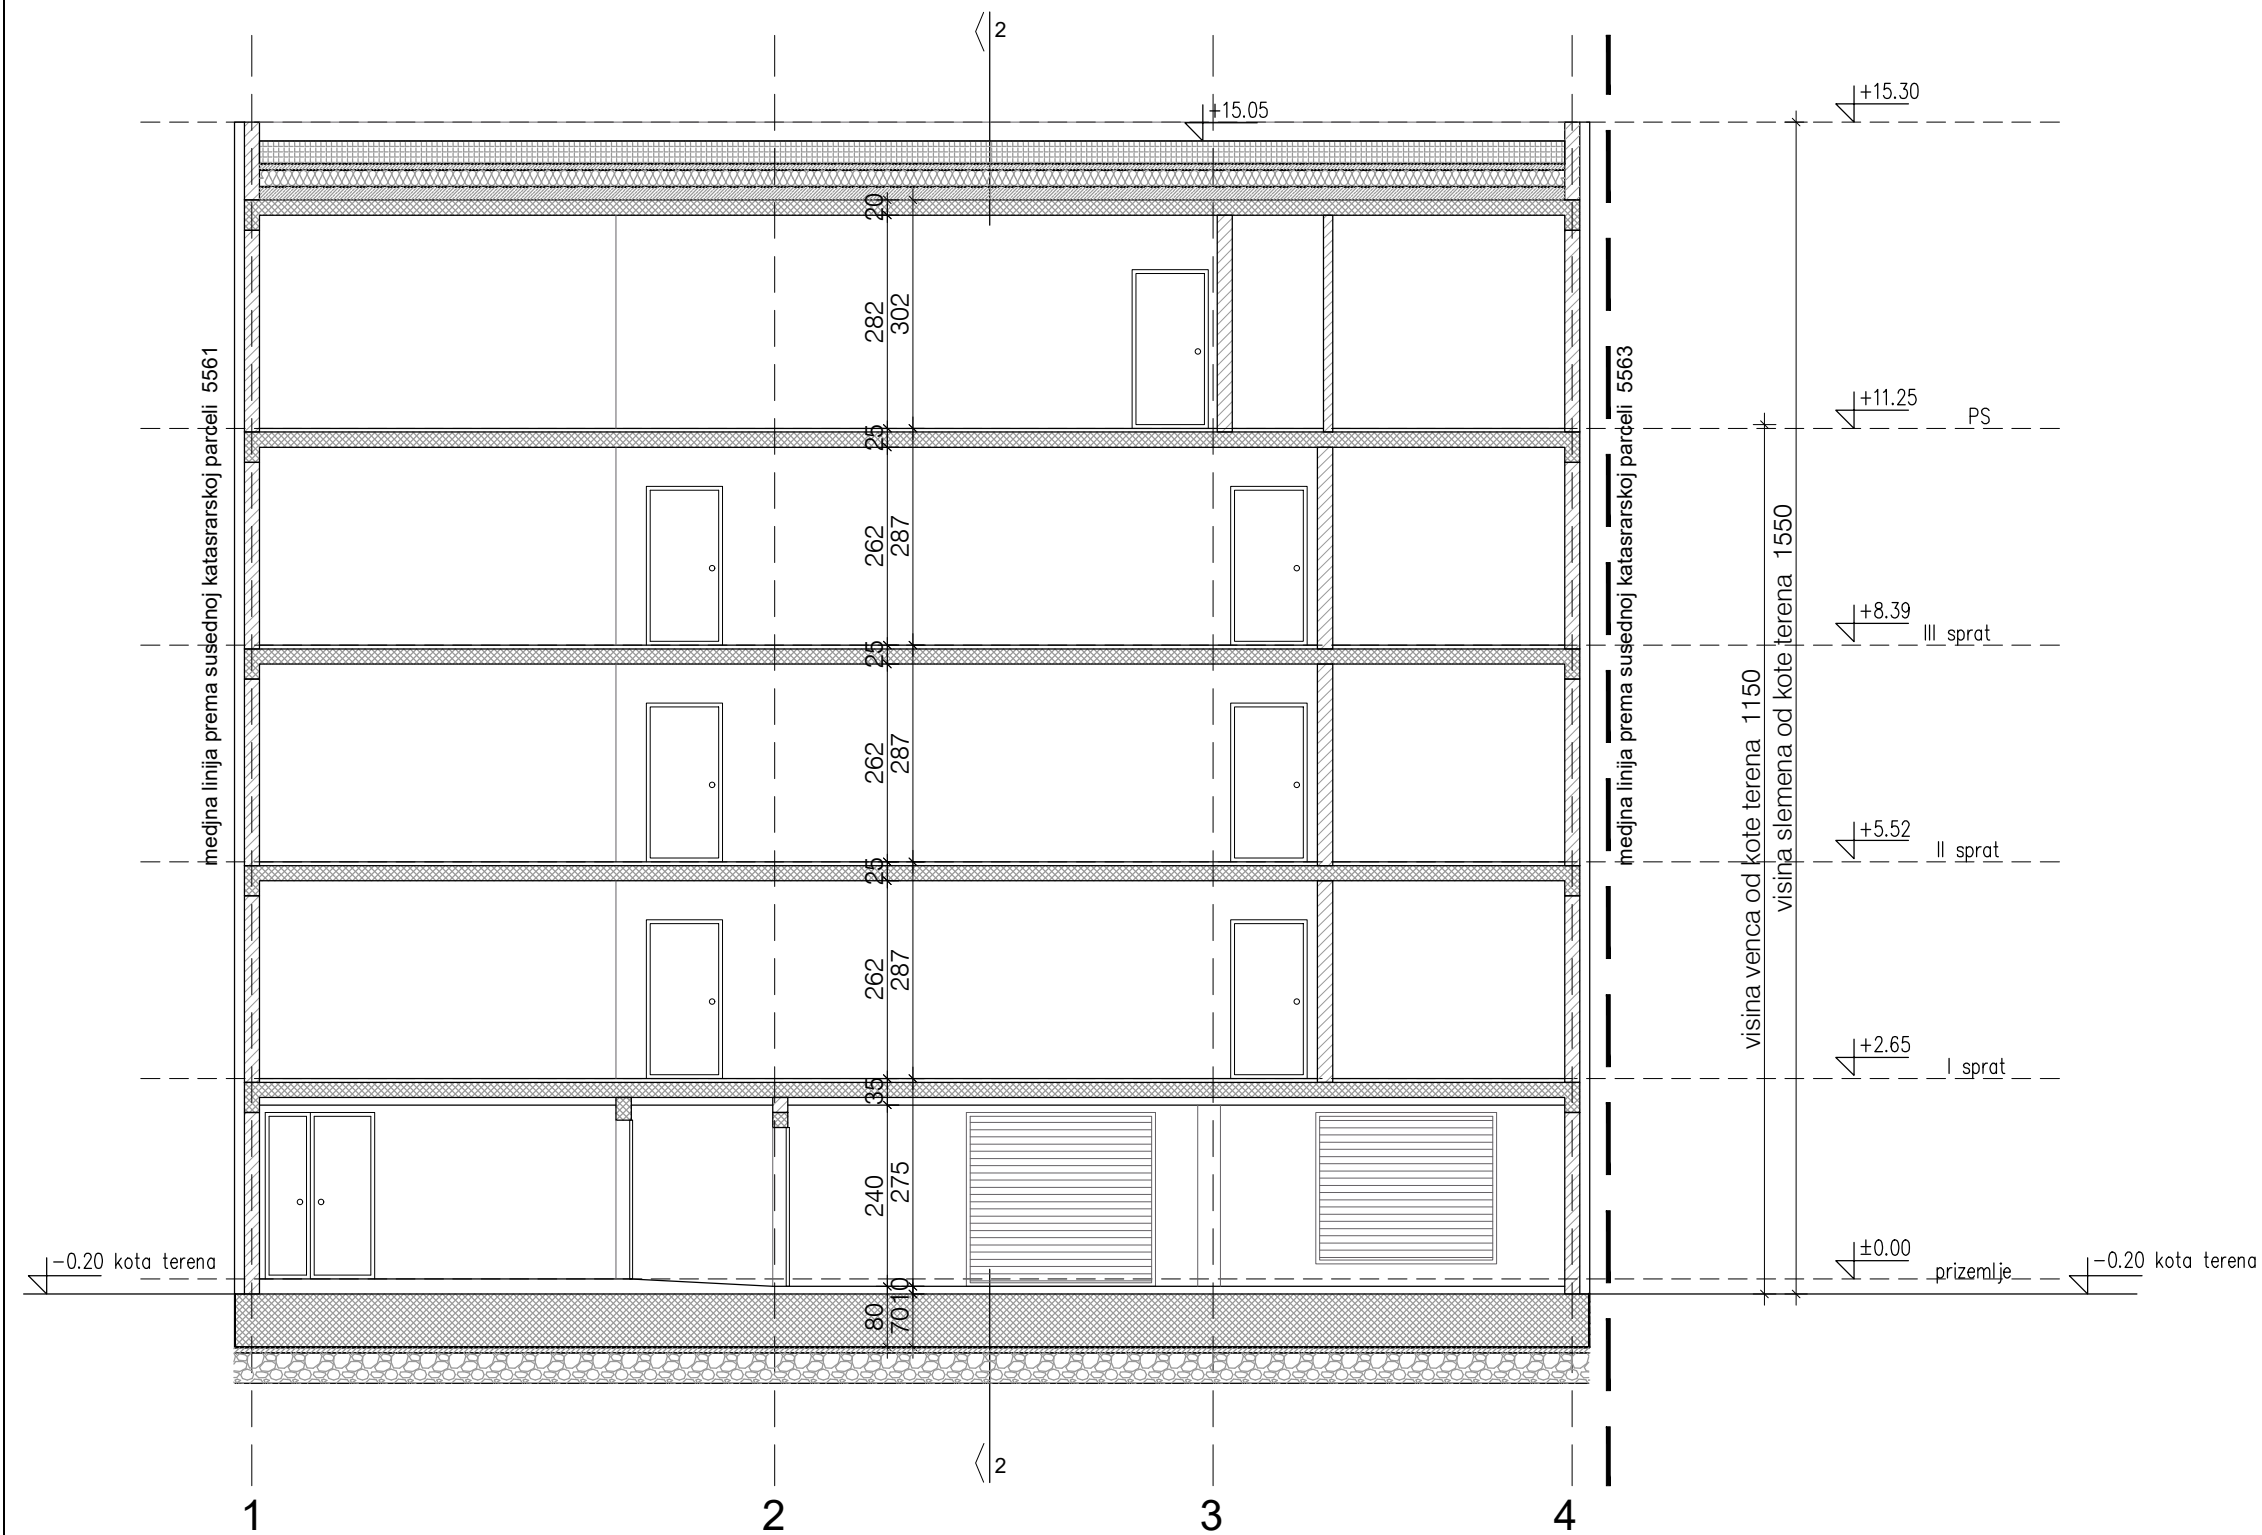 2
+15.05
+15.30
20
282
302
medjna linija prema susednoj katasrarskoj parceli 5561
medjna linija prema susednoj katasrarskoj parceli 5563
+11.25
PS
25
262
287
visina venca od kote terena 1150
visina slemena od kote terena 1550
+8.39
III sprat
25
262
287
+5.52
II sprat
25
262
287
+2.65
I sprat
35
240
275
-0.20 kota terena
±0.00
prizemlje
-0.20 kota terena
10
80
70
2
1
2
3
4